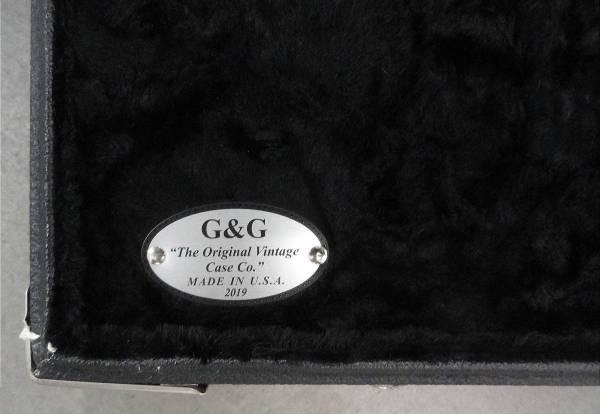 G&G
“The Original Vintage
Case Co.”
MADE IN U.S.A.
2019